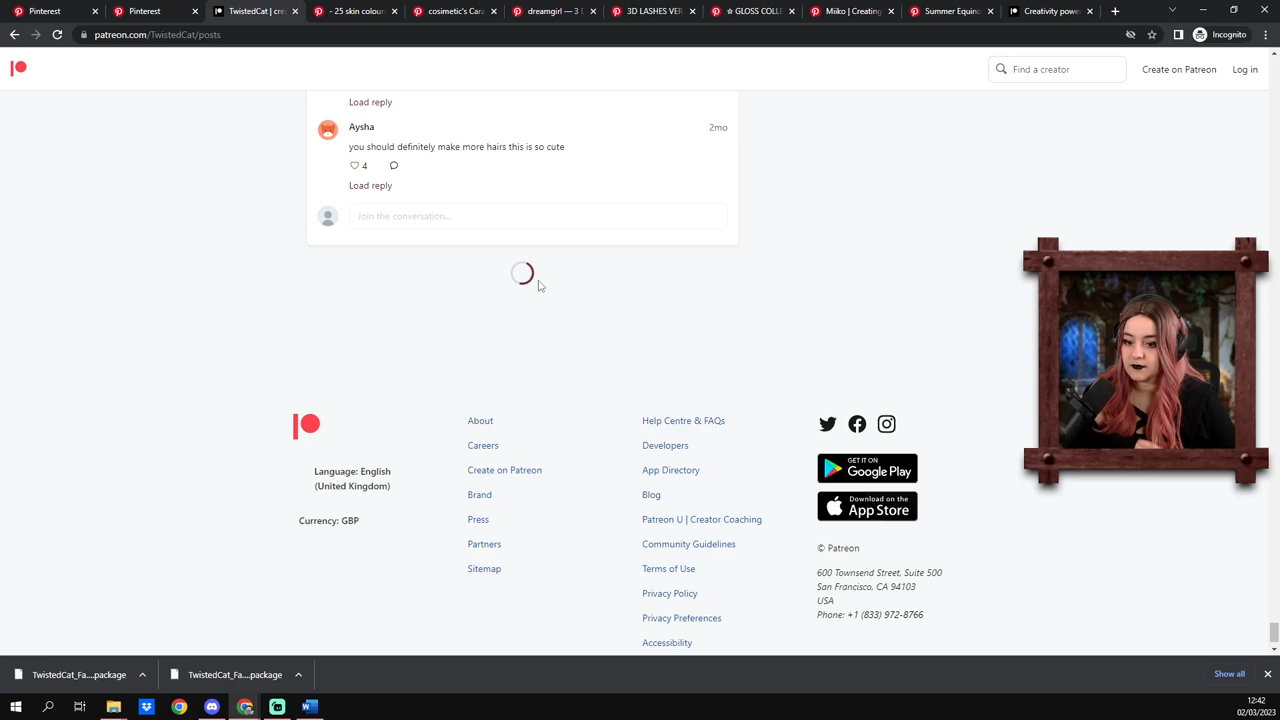 Pinterest
Pinterest
TwistedCat | cre
- 25 skin colour
cosmetic's Car
dreamgirl — 3 D
3D LASHES VER
☆ GLOSS COLLE
Miko | Creating
Summer Equino
Creativity power
patreon.com/TwistedCat/posts
Incognito
Find a creator
Create on Patreon
Log in
Load reply
Aysha
2mo
you should definitely make more hairs this is so cute
4
Load reply
Join the conversation...
About
Help Centre & FAQs
Careers
Developers
GET IT ON
Google Play
Language: English
(United Kingdom)
Create on Patreon
App Directory
Brand
Blog
Download on the
App Store
Currency: GBP
Press
Patreon U | Creator Coaching
Partners
Community Guidelines
© Patreon
Sitemap
Terms of Use
600 Townsend Street, Suite 500
San Francisco, CA 94103
USA
Phone: +1 (833) 972-8766
Privacy Policy
Privacy Preferences
Accessibility
TwistedCat_Fa....package
TwistedCat_Fa....package
Show all
12:42
02/03/2023